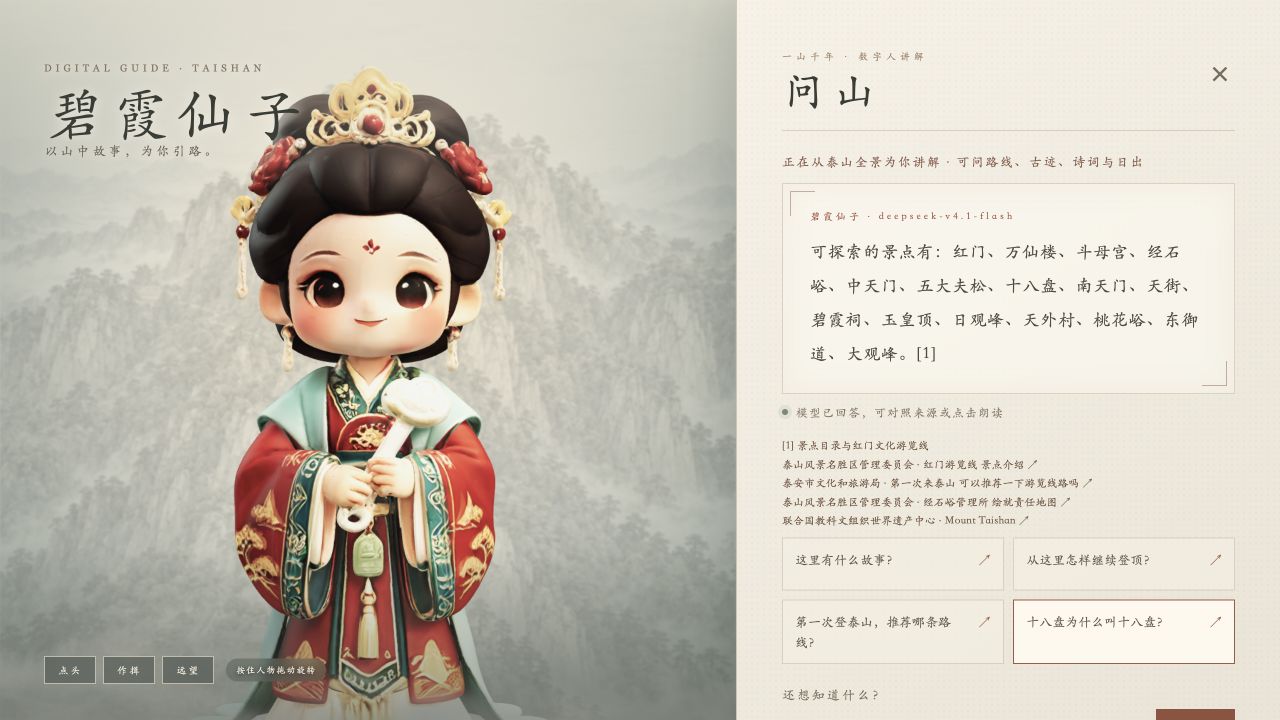 DIGITAL GUIDE · TAISHAN
碧霞仙子
以山中故事，为你引路。
点头
作揖
远望
按住人物拖动旋转
一山千年 · 数字人讲解
问山
正在从泰山全景为你讲解 · 可问路线、古迹、诗词与日出
碧霞仙子 · deepseek-v4.1-flash
可探索的景点有：红门、万仙楼、斗母宫、经石
峪、中天门、五大夫松、十八盘、南天门、天街、
碧霞祠、玉皇顶、日观峰、天外村、桃花峪、东御
道、大观峰。[1]
模型已回答，可对照来源或点击朗读
[1] 景点目录与红门文化游览线
泰山风景名胜区管理委员会 · 红门游览线 景点介绍 ↗
泰安市文化和旅游局 · 第一次来泰山 可以推荐一下游览线路吗 ↗
泰山风景名胜区管理委员会 · 经石峪管理所 绘就责任地图 ↗
联合国教科文组织世界遗产中心 · Mount Taishan ↗
这里有什么故事? ↗
从这里怎样继续登顶? ↗
第一次登泰山，推荐哪条路
线? ↗
十八盘为什么叫十八盘? ↗
还想知道什么?